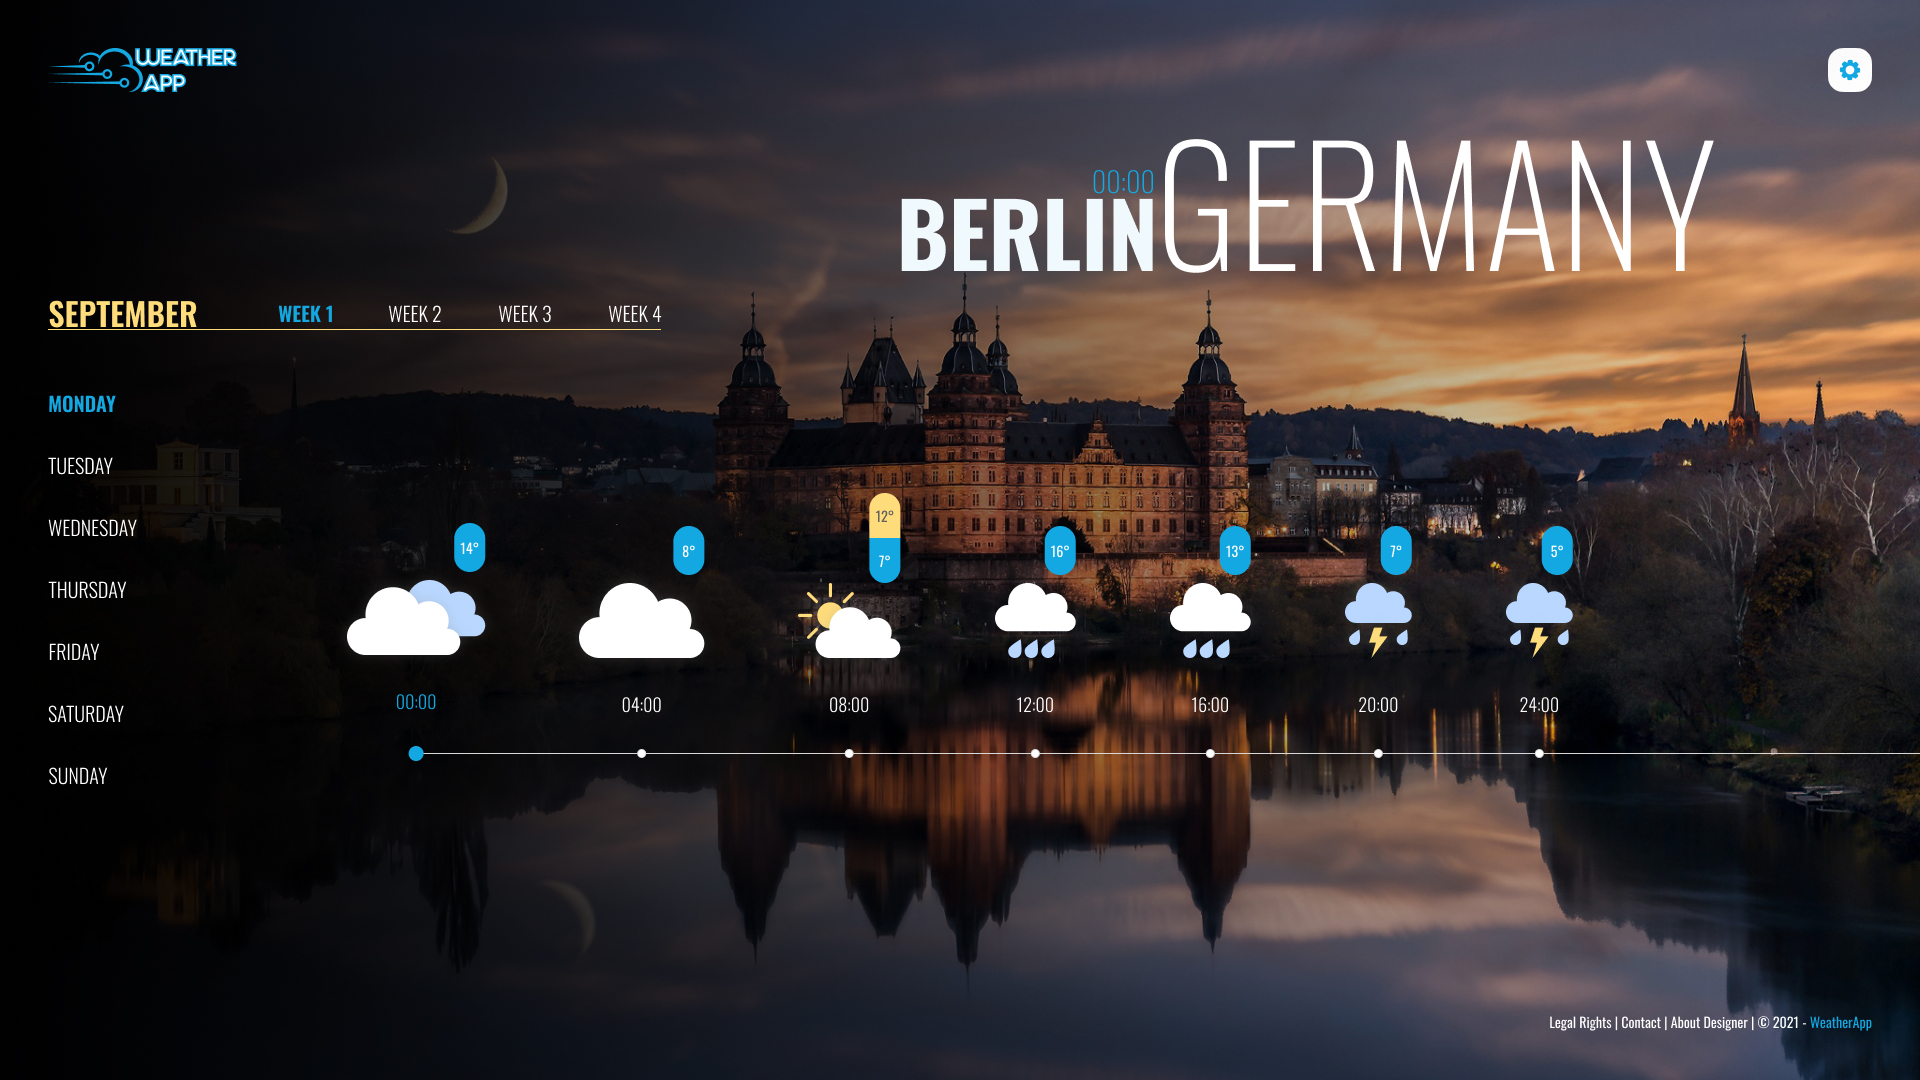 WEATHER
APP
00:00
BERLIN GERMANY
SEPTEMBER WEEK 1 WEEK 2 WEEK 3 WEEK 4
MONDAY
TUESDAY
WEDNESDAY
THURSDAY
FRIDAY
SATURDAY
SUNDAY
12°
14° 8° 7° 16° 13° 7° 5°
00:00 04:00 08:00 12:00 16:00 20:00 24:00
Legal Rights | Contact | About Designer | © 2021 - WeatherApp